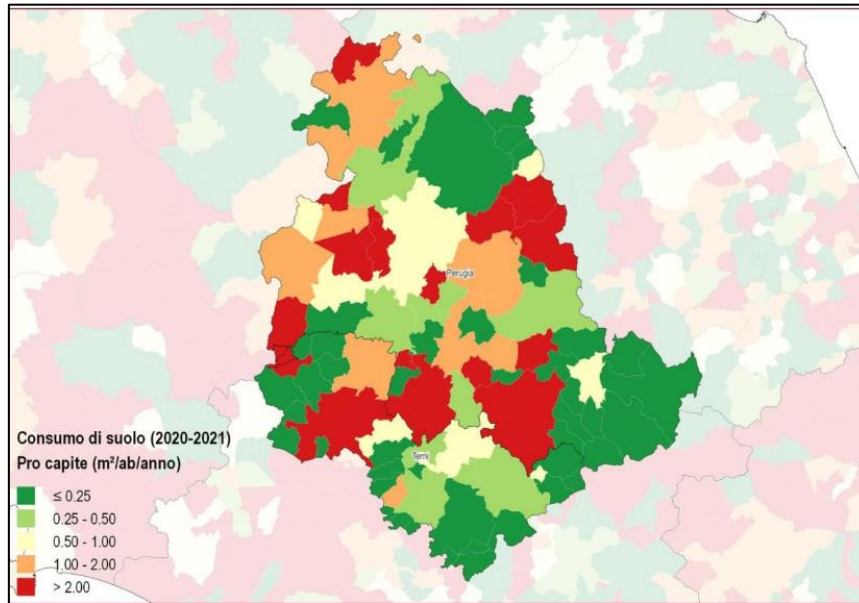 Perugia
Terni
Consumo di suolo (2020-2021)
Pro capite (m²/ab/anno)
≤ 0.25
0.25 - 0.50
0.50 - 1.00
1.00 - 2.00
> 2.00